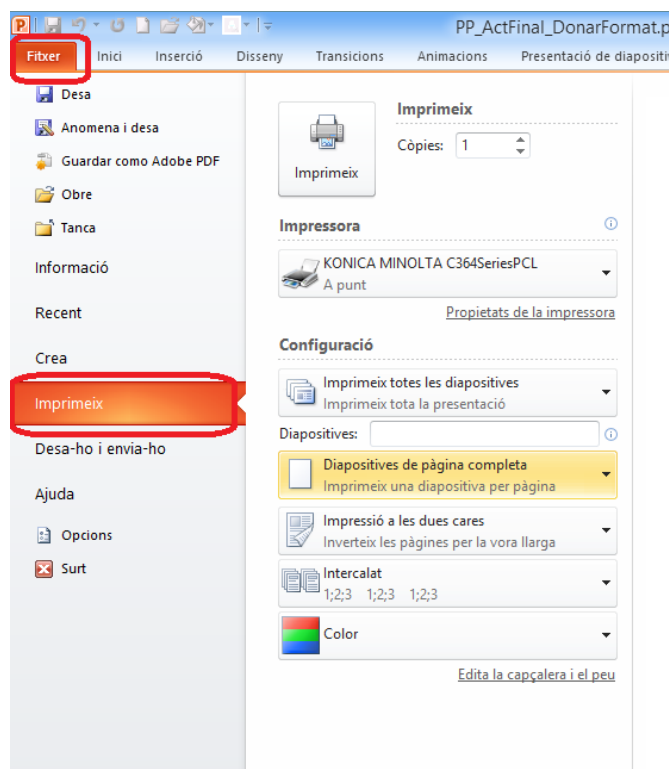 PP_ActFinal_DonarFormat.p
Fitxer Inici Inserció Disseny Transicions Animacions Presentació de diapositiv
Desa
Anomena i desa
Guardar como Adobe PDF
Obre
Tanca
Informació
Recent
Crea
Imprimeix
Desa-ho i envia-ho
Ajuda
Opcions
Surt
Imprimeix
Imprimeix
Còpies: 1
Impressora
KONICA MINOLTA C364SeriesPCL
A punt
Propietats de la impressora
Configuració
Imprimeix totes les diapositives
Imprimeix tota la presentació
Diapositives:
Diapositives de pàgina completa
Imprimeix una diapositiva per pàgina
Impressió a les dues cares
Inverteix les pàgines per la vora llarga
Intercalat
1;2;3 1;2;3 1;2;3
Color
Edita la capçalera i el peu